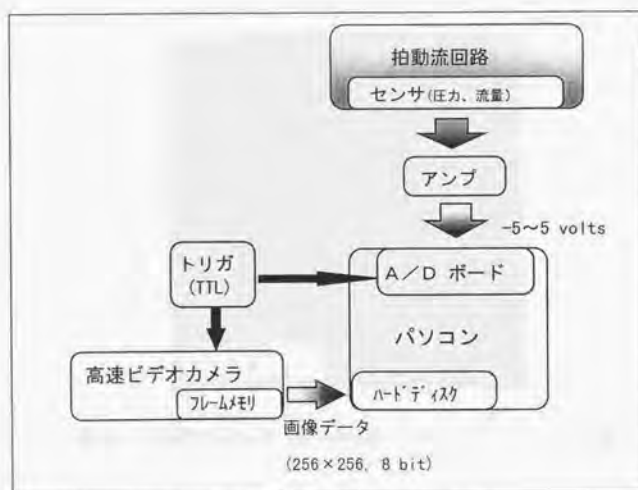 拍動流回路
センサ(圧力、流量)
アンプ
-5~5 volts
トリガ
(TTL)
A/D ボード
パソコン
高速ビデオカメラ
フレームメモリ
ハードディスク
画像データ
(256×256, 8 bit)